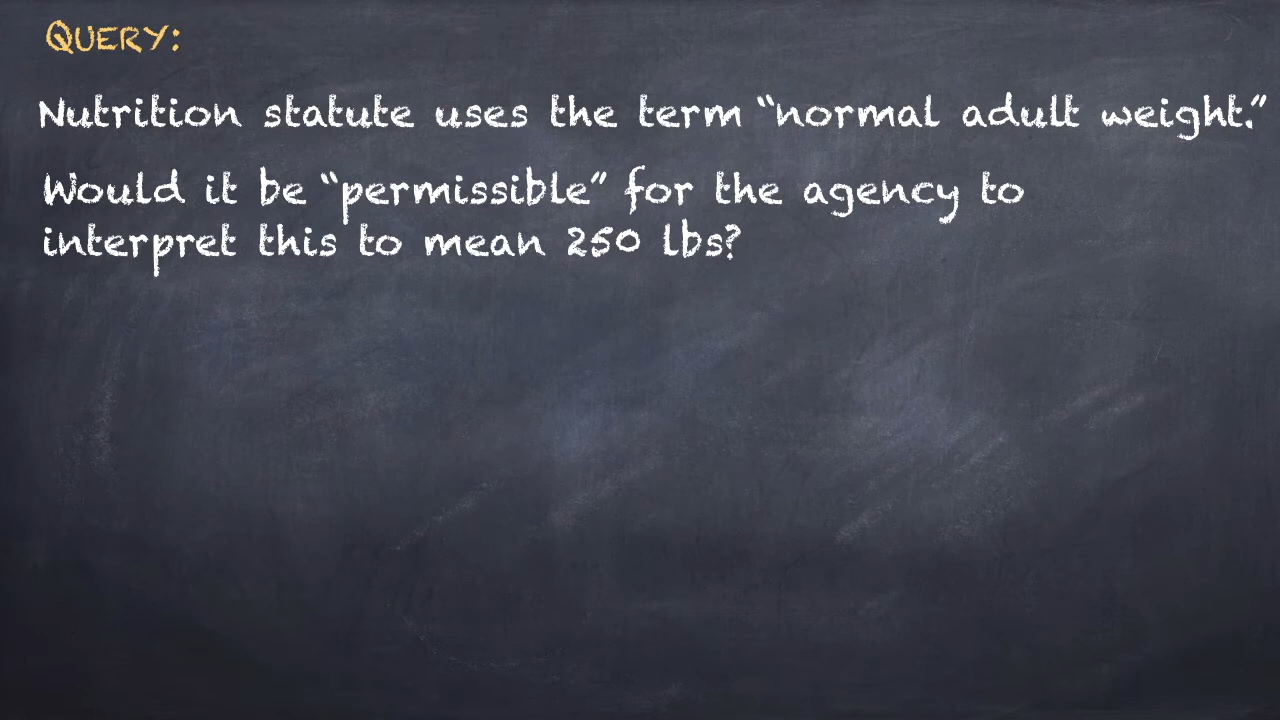 Query:
Nutrition statute uses the term “normal adult weight.”
Would it be “permissible” for the agency to
interpret this to mean 250 lbs?